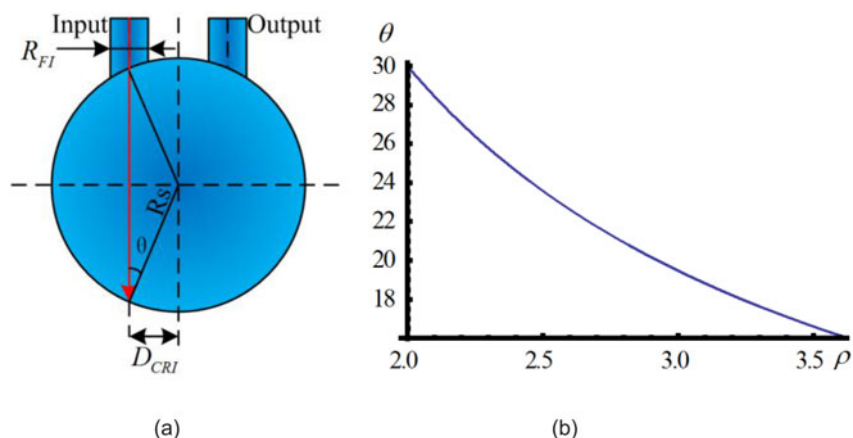 Input
Output
R_FI
Rs
θ
D_CRI
(a)
θ
30
28
26
24
22
20
18
2.0
2.5
3.0
3.5
ρ
(b)